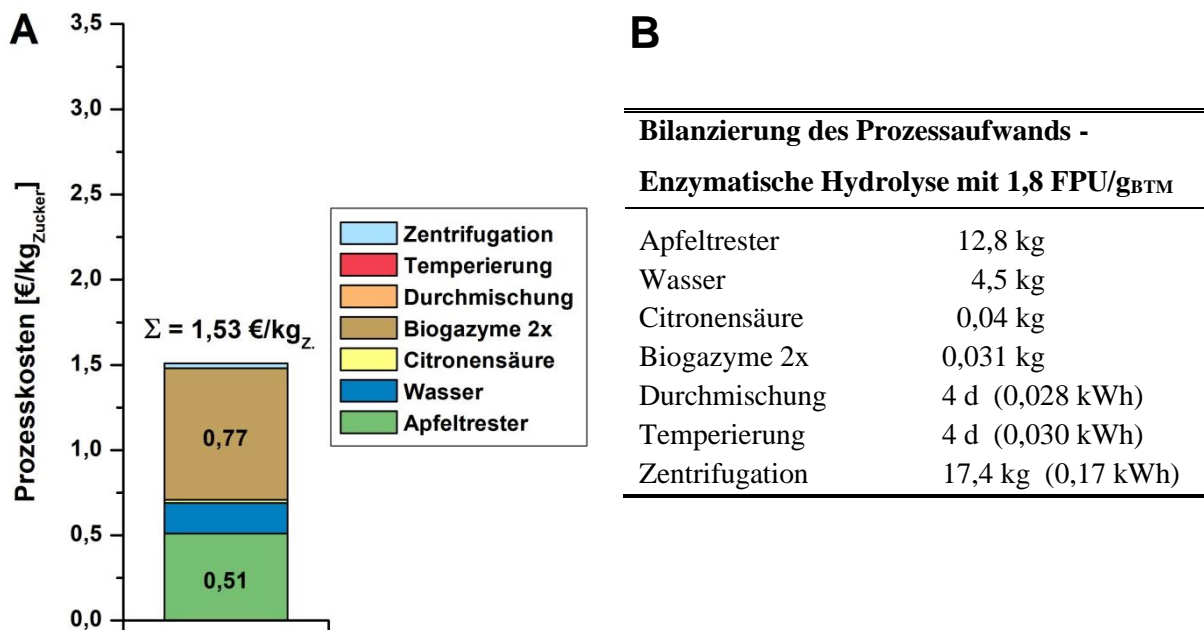 A
Prozesskosten [€/kgZucker]
3,5
3,0
2,5
2,0
1,5
1,0
0,5
0,0
Σ = 1,53 €/kgZ.
0,77
0,51
Zentrifugation
Temperierung
Durchmischung
Biogazyme 2x
Citronensäure
Wasser
Apfeltrester
B
Bilanzierung des Prozessaufwands -
Enzymatische Hydrolyse mit 1,8 FPU/gBTM
Apfeltrester 12,8 kg
Wasser 4,5 kg
Citronensäure 0,04 kg
Biogazyme 2x 0,031 kg
Durchmischung 4 d (0,028 kWh)
Temperierung 4 d (0,030 kWh)
Zentrifugation 17,4 kg (0,17 kWh)